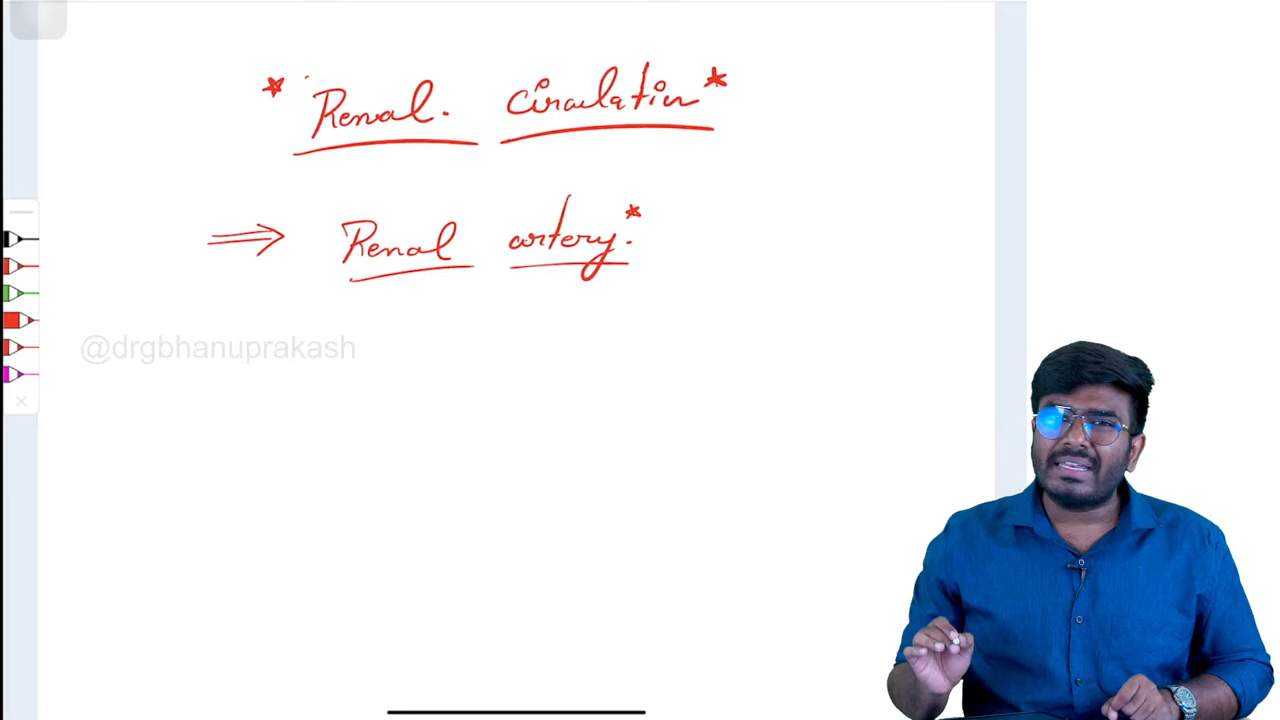 * Renal. circulation *
⇒ Renal artery. *
@drgbhanuprakash